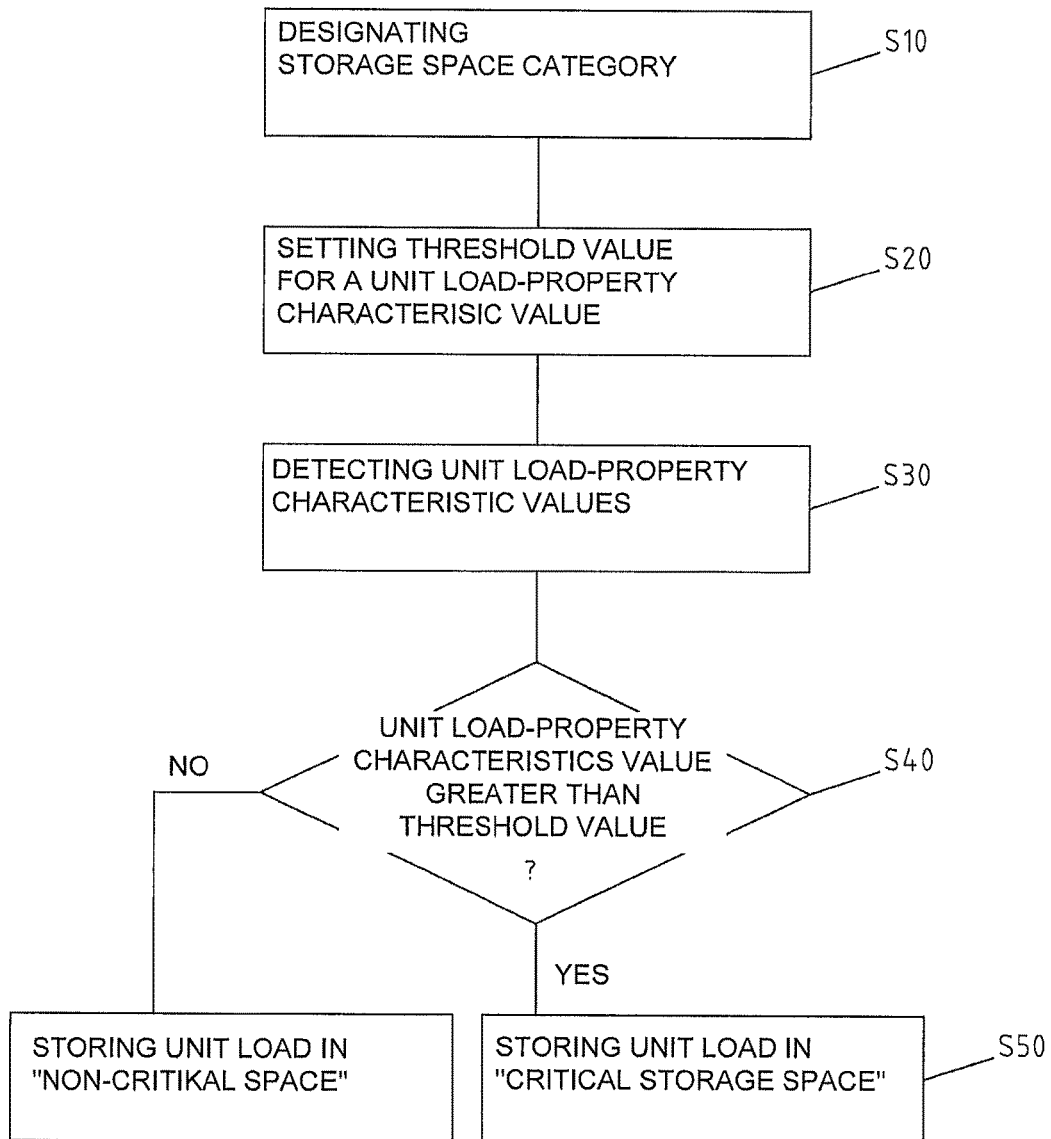 DESIGNATING
STORAGE SPACE CATEGORY
S10
SETTING THRESHOLD VALUE
FOR A UNIT LOAD-PROPERTY
CHARACTERISIC VALUE
S20
DETECTING UNIT LOAD-PROPERTY
CHARACTERISTIC VALUES
S30
UNIT LOAD-PROPERTY
CHARACTERISTICS VALUE
GREATER THAN
THRESHOLD VALUE
?
S40
NO
YES
STORING UNIT LOAD IN
"NON-CRITIKAL SPACE"
STORING UNIT LOAD IN
"CRITICAL STORAGE SPACE"
S50